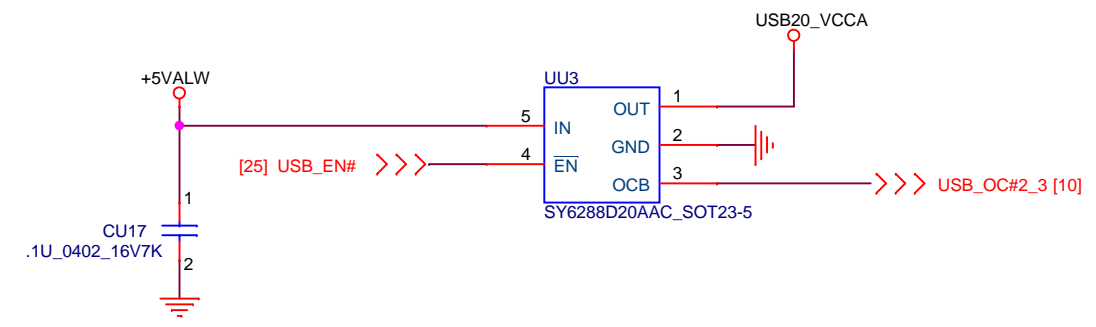 USB20_VCCA
+5VALW
UU3
1
OUT
5
IN
2
GND
4
EN
[25] USB_EN#
3
OCB
USB_OC#2_3 [10]
SY6288D20AAC_SOT23-5
1
CU17
.1U_0402_16V7K
2